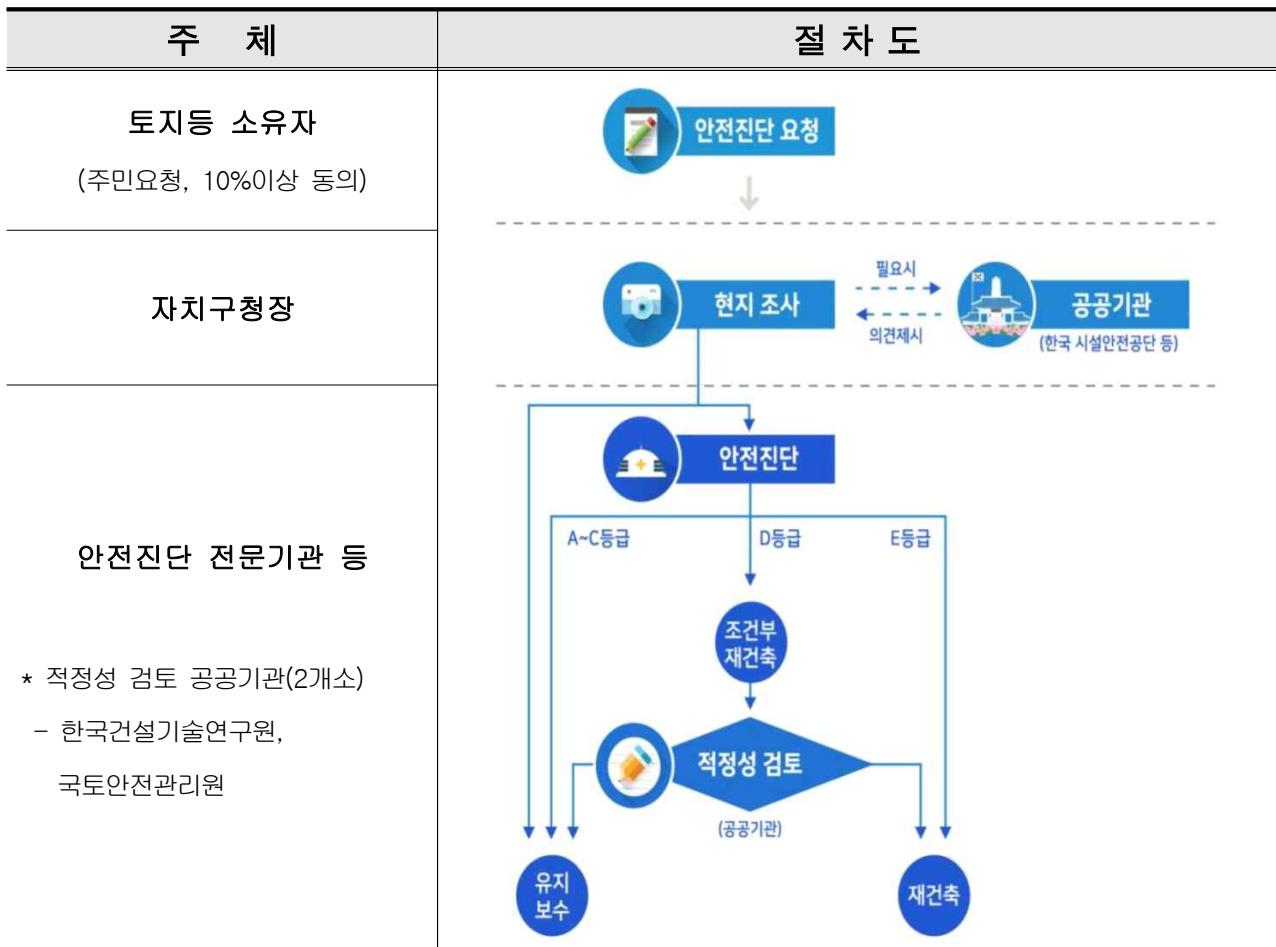 주 체
절 차 도
토지등 소유자
(주민요청, 10%이상 동의)
안전진단 요청
자치구청장
현지 조사
필요시
의견제시
공공기관
(한국 시설안전공단 등)
안전진단 전문기관 등
* 적정성 검토 공공기관(2개소)
- 한국건설기술연구원,
국토안전관리원
안전진단
A~C등급
D등급
E등급
조건부
재건축
적정성 검토
(공공기관)
유지
보수
재건축